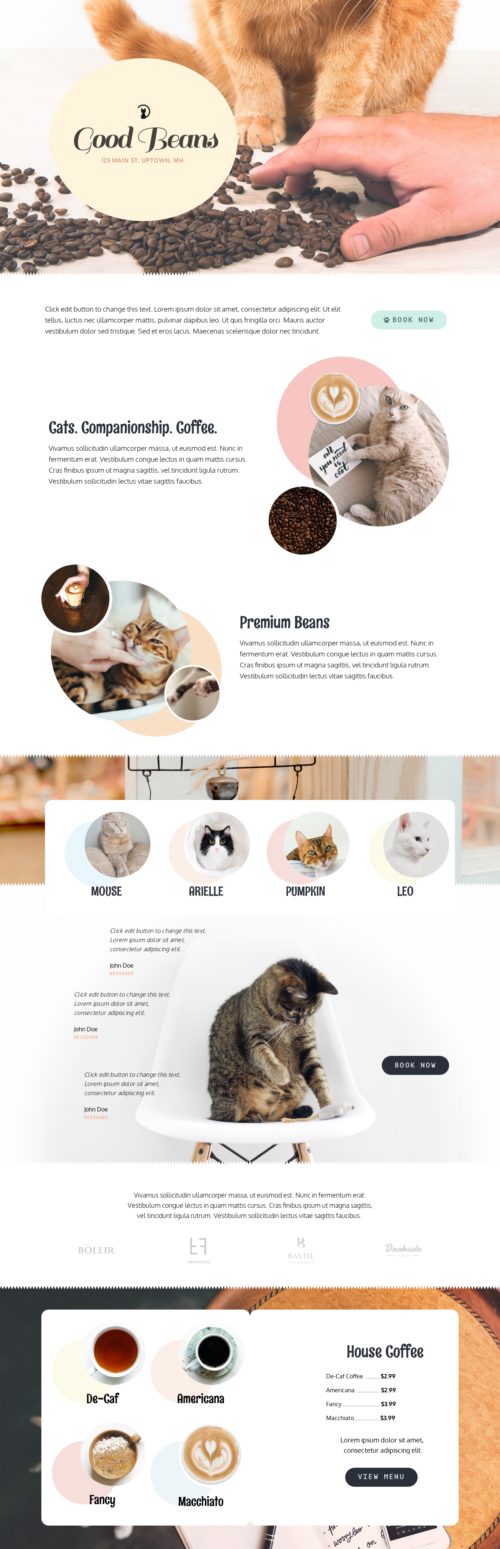 Good Beans
123 MAIN ST. UPTOWN, MH
Click edit button to change this text. Lorem ipsum dolor sit amet, consectetur adipiscing elit. Ut elit
tellus, luctus nec ullamcorper mattis, pulvinar dapibus leo. Ut quis fringilla orci. Mauris auctor
vestibulum dolor sed tristique. Sed et eros lacus. Maecenas scelerisque dolor nec tincidunt.
BOOK NOW
Cats. Companionship. Coffee.
Vivamus sollicitudin ullamcorper massa, ut euismod est. Nunc in
fermentum erat. Vestibulum congue lectus in quam mattis cursus.
Cras finibus ipsum ut magna sagittis, vel tincidunt ligula rutrum.
Vestibulum sollicitudin lectus vitae sagittis faucibus.
all
you need
is my
cat
Premium Beans
Vivamus sollicitudin ullamcorper massa, ut euismod est. Nunc in
fermentum erat. Vestibulum congue lectus in quam mattis cursus.
Cras finibus ipsum ut magna sagittis, vel tincidunt ligula rutrum.
Vestibulum sollicitudin lectus vitae sagittis faucibus.
MOUSE
ARIELLE
PUMPKIN
LEO
Click edit button to change this text.
Lorem ipsum dolor sit amet,
consectetur adipiscing elit.
John Doe
DESIGNER
Click edit button to change this text.
Lorem ipsum dolor sit amet,
consectetur adipiscing elit.
John Doe
DESIGNER
Click edit button to change this text.
Lorem ipsum dolor sit amet,
consectetur adipiscing elit.
John Doe
DESIGNER
BOOK NOW
Vivamus sollicitudin ullamcorper massa, ut euismod est. Nunc in fermentum erat.
Vestibulum congue lectus in quam mattis cursus. Cras finibus ipsum ut magna sagittis,
vel tincidunt ligula rutrum. Vestibulum sollicitudin lectus vitae sagittis faucibus.
BÖLEIR
BASTIL
Darkside
De-Caf
Americana
Fancy
Macchiato
House Coffee
De-Caf Coffee ........ $2.99
Americana ............ $2.99
Fancy ................ $3.99
Macchiato ............ $3.99
Lorem ipsum dolor sit amet,
consectetur adipiscing elit.
VIEW MENU